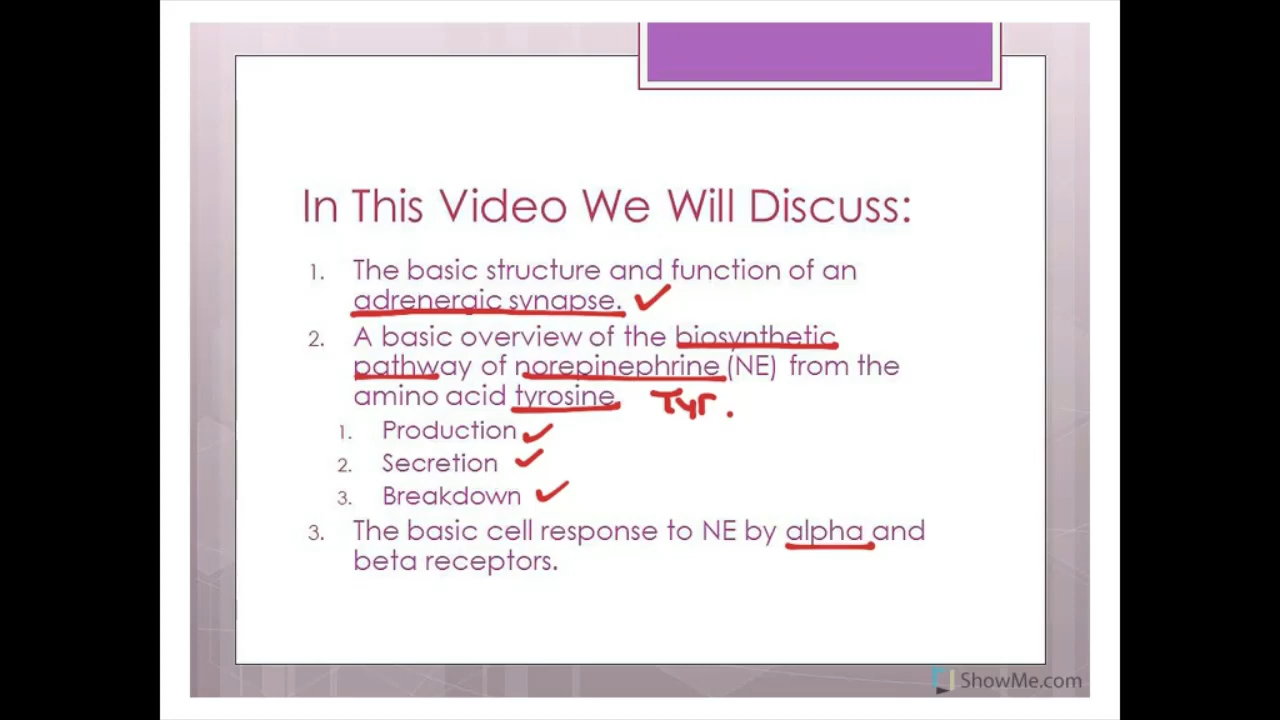 In This Video We Will Discuss:
1. The basic structure and function of an
adrenergic synapse.
2. A basic overview of the biosynthetic
pathway of norepinephrine (NE) from the
amino acid tyrosine. Tyr.
1. Production
2. Secretion
3. Breakdown
3. The basic cell response to NE by alpha and
beta receptors.
ShowMe.com